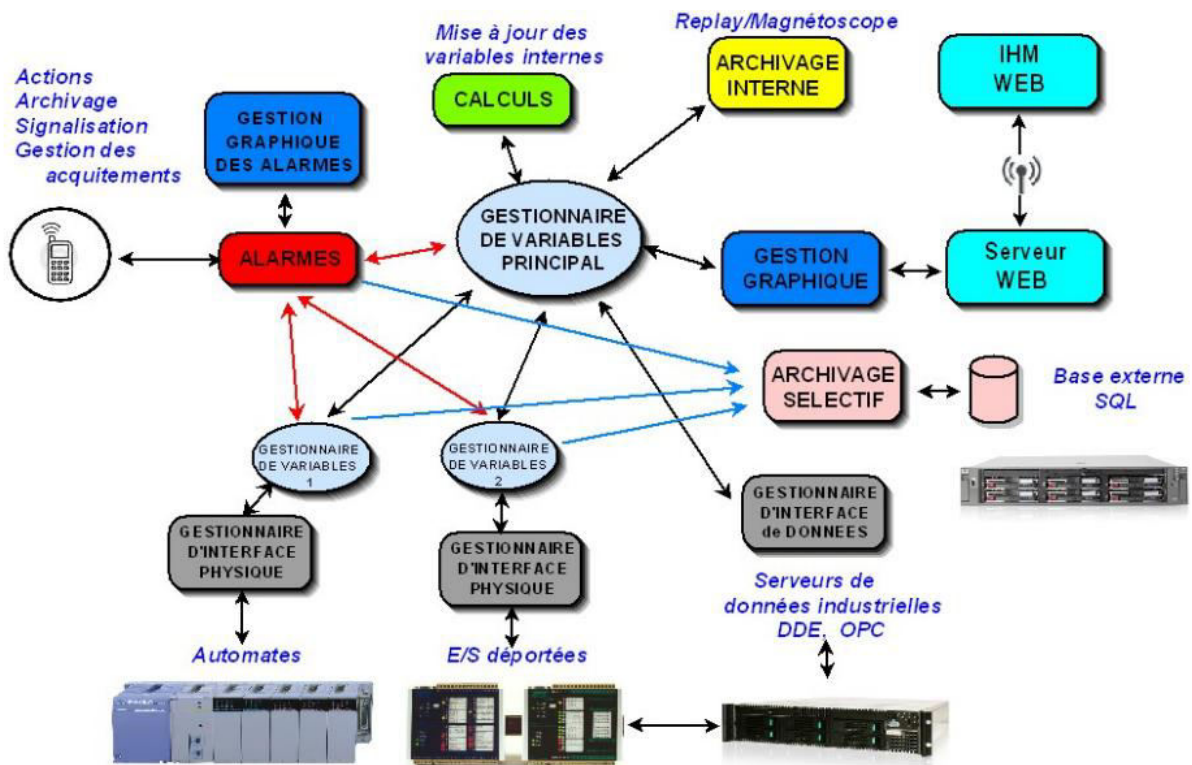 Replay/Magnétoscope
Mise à jour des
variables internes
ARCHIVAGE
INTERNE
IHM
WEB
Actions
Archivage
Signalisation
Gestion des
acquitements
GESTION
GRAPHIQUE
DES ALARMES
CALCULS
GESTIONNAIRE
DE VARIABLES
PRINCIPAL
ALARMES
GESTION
GRAPHIQUE
Serveur
WEB
ARCHIVAGE
SELECTIF
Base externe
SQL
GESTIONNAIRE
DE VARIABLES
1
GESTIONNAIRE
DE VARIABLES
2
GESTIONNAIRE
D'INTERFACE
de DONNEES
GESTIONNAIRE
D'INTERFACE
PHYSIQUE
GESTIONNAIRE
D'INTERFACE
PHYSIQUE
Serveurs de
données industrielles
DDE, OPC
Automates
E/S déportées